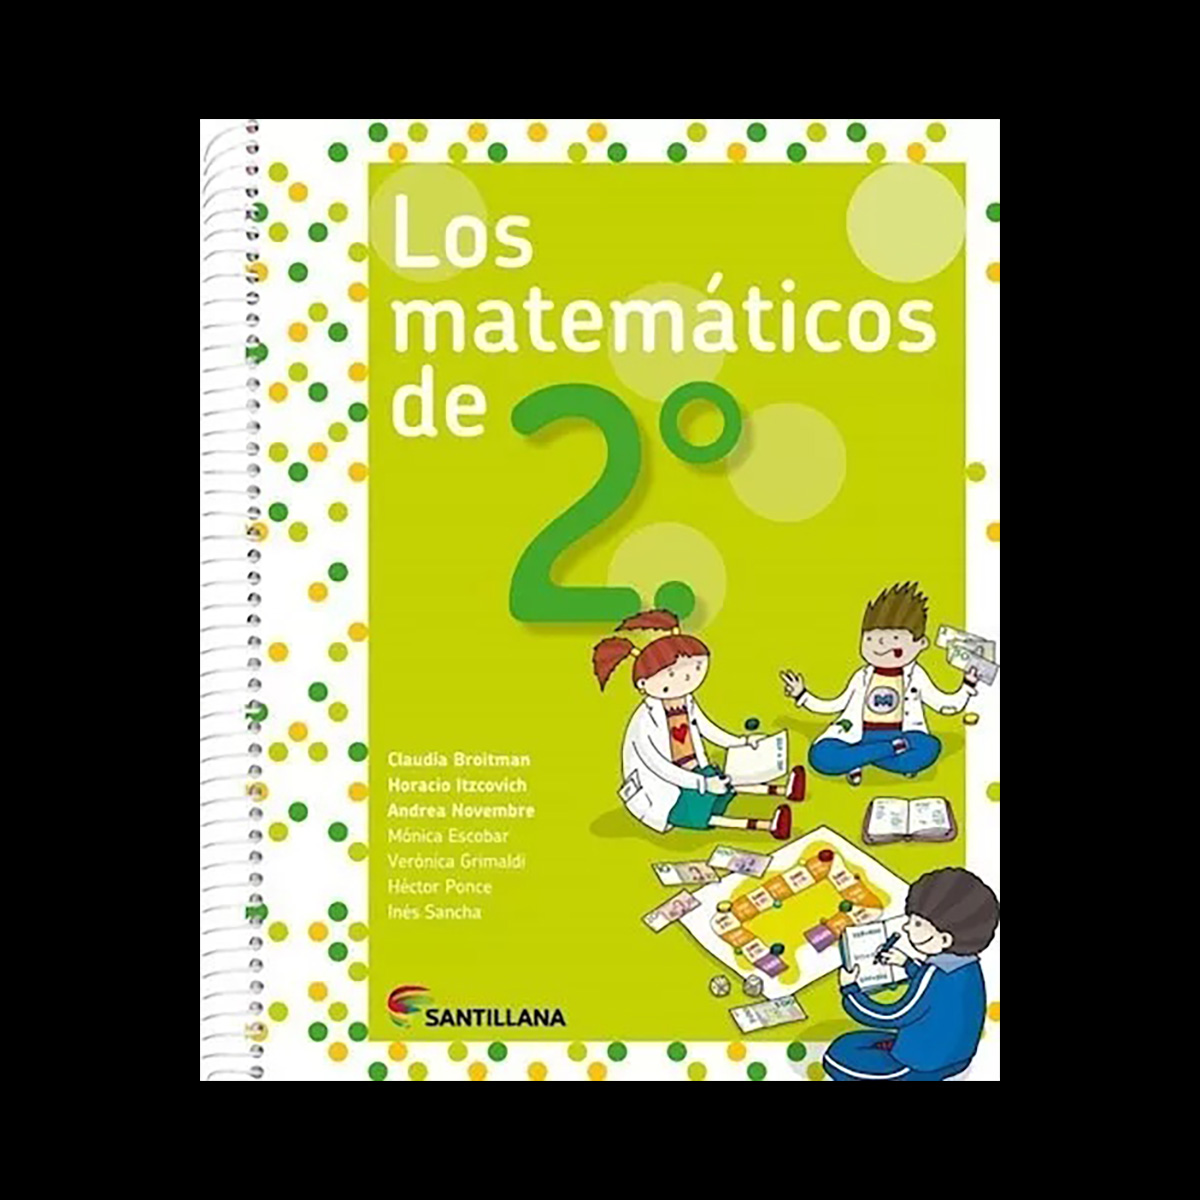 Los
matemáticos
de 2.º
Claudia Broitman
Horacio Itzcovich
Andrea Novembre
Mónica Escobar
Verónica Grimaldi
Héctor Ponce
Inés Sancha
SANTILLANA
M